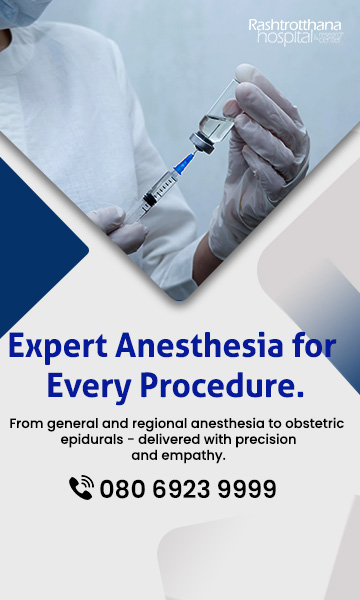 Rashtrotthana
hospital
Expert Anesthesia for
Every Procedure.
From general and regional anesthesia to obstetric
epidurals - delivered with precision
and empathy.
080 6923 9999